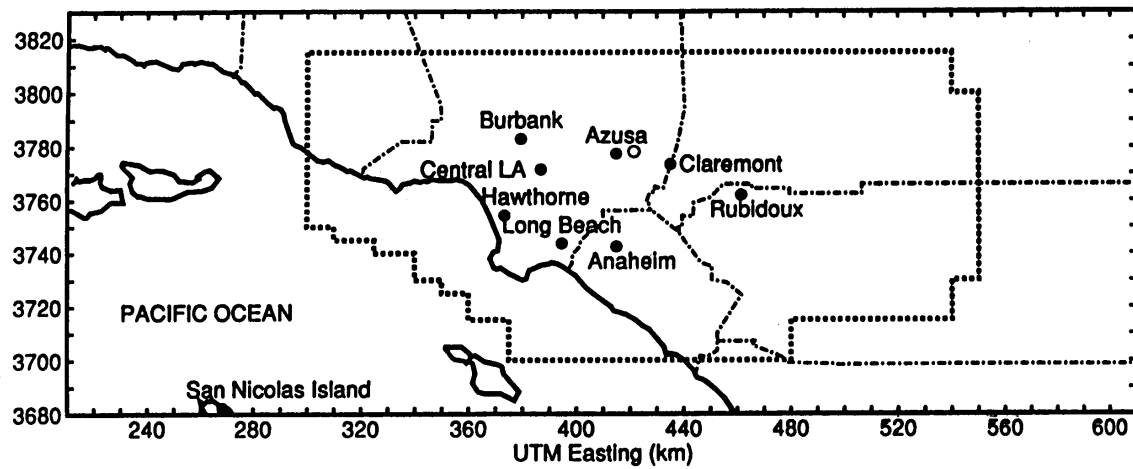 3820
3800
3780
3760
3740
3720
3700
3680
Burbank
Azusa
Central LA
Claremont
Hawthorne
Rubidoux
Long Beach
Anaheim
PACIFIC OCEAN
San Nicolas Island
240 280 320 360 400 440 480 520 560 600
UTM Easting (km)